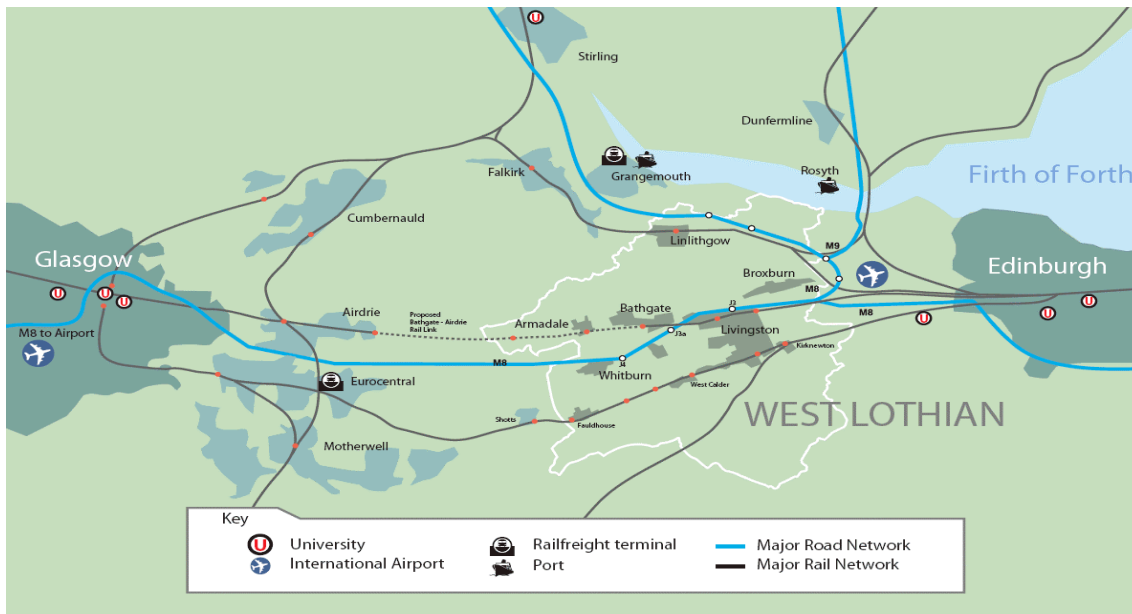 Stirling
Dunfermline
Falkirk
Grangemouth
Rosyth
Firth of Forth
Cumbernauld
Linlithgow
M9
Glasgow
Edinburgh
Broxburn
M8
U
U
U
U
U
U
U
M8 to Airport
Airdrie
Proposed
Bathgate - Airdrie
Rail Link
Armadale
Bathgate
J3
M8
J3a
Livingston
Kirknewton
M8
J4
Eurocentral
Whitburn
West Calder
WEST LOTHIAN
Shotts
Fauldhouse
Motherwell
Key
U University
Railfreight terminal
Major Road Network
International Airport
Port
Major Rail Network